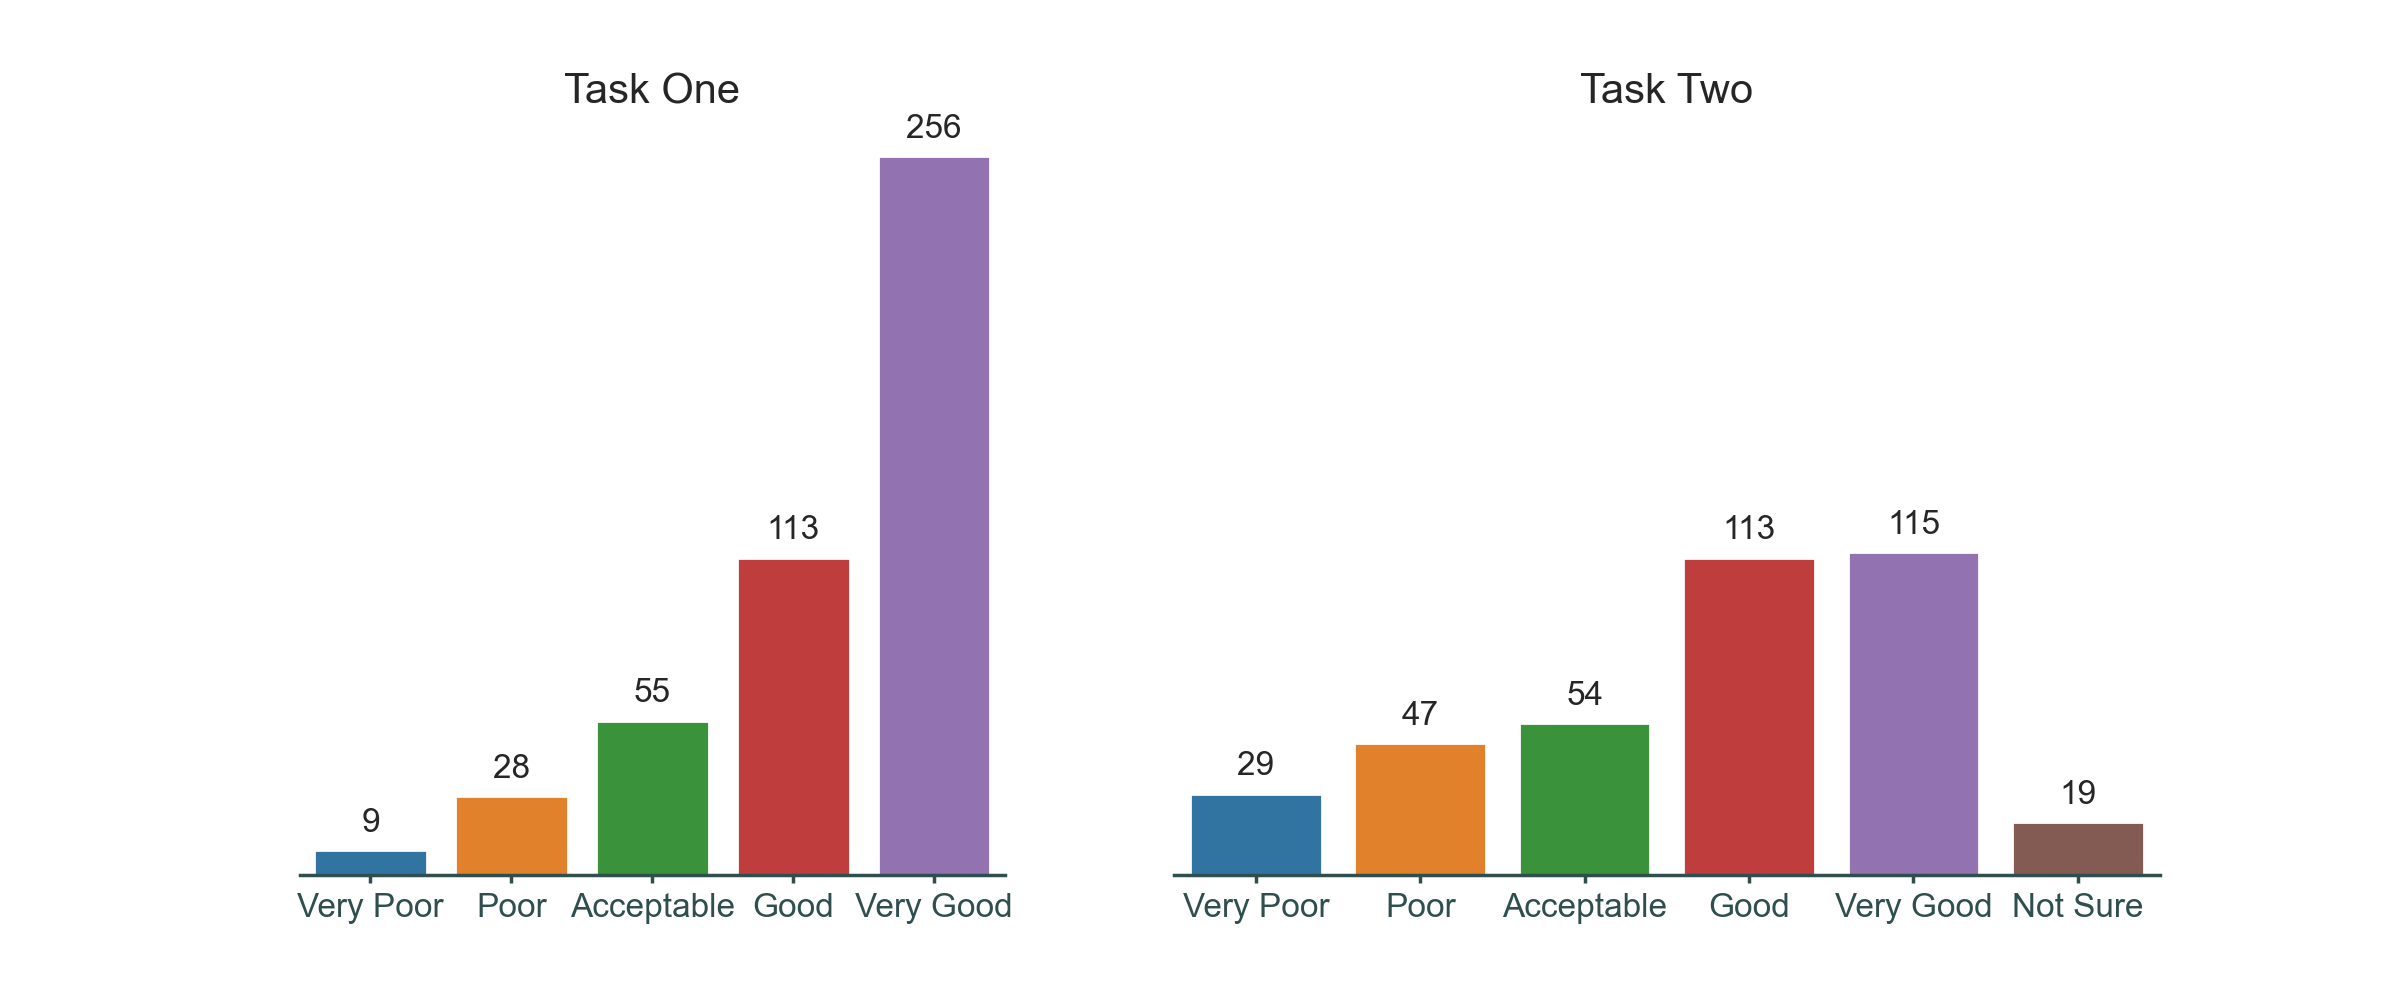 Task One
256
113
55
28
9
Very Poor Poor Acceptable Good Very Good
Task Two
115
113
54
47
29
19
Very Poor Poor Acceptable Good Very Good Not Sure